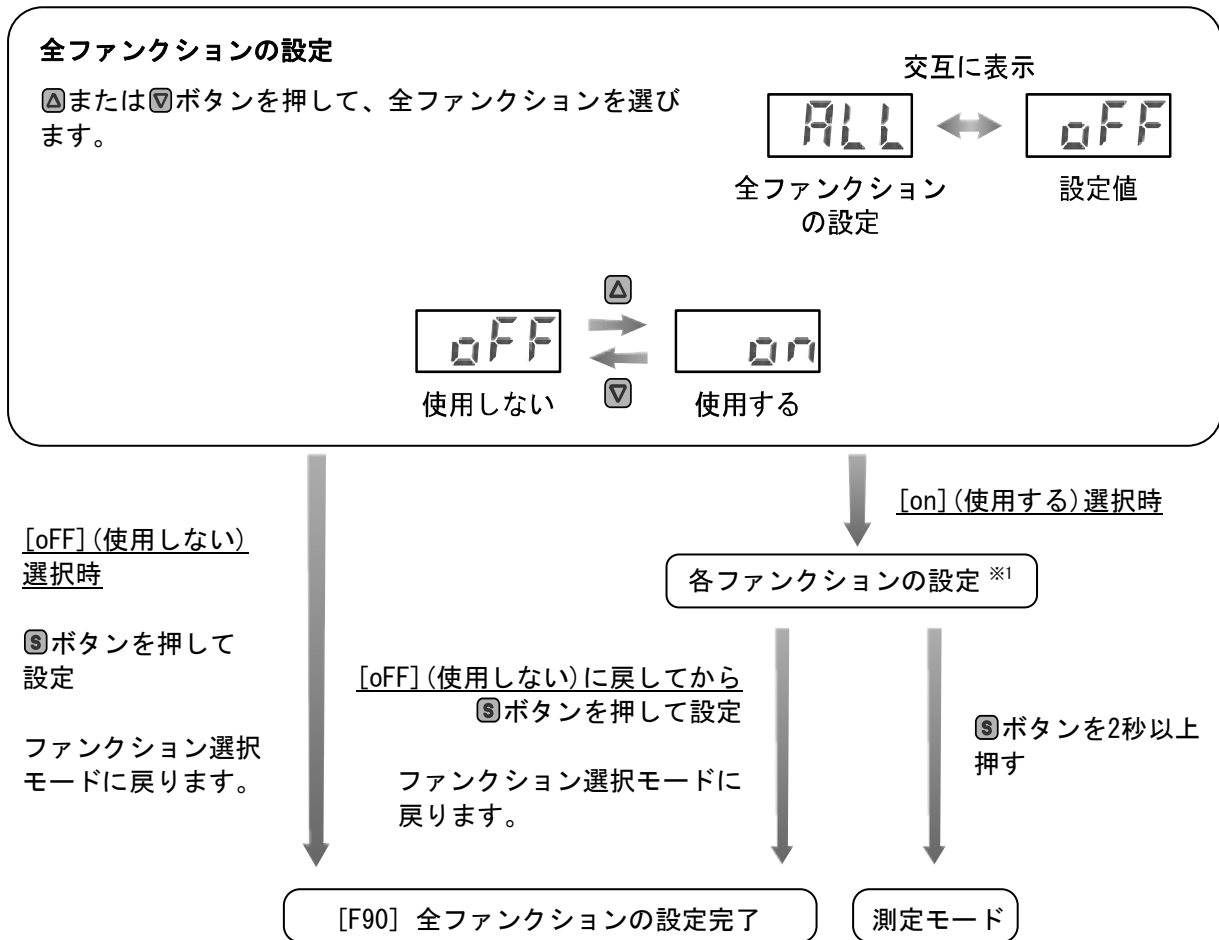 全ファンクションの設定
△または▽ボタンを押して、全ファンクションを選び
ます。
交互に表示
ALL
oFF
全ファンクション
の設定
設定値
△
oFF
on
▽
使用しない
使用する
[on](使用する)選択時
[oFF](使用しない)
選択時
各ファンクションの設定 ※1
Sボタンを押して
設定
[oFF](使用しない)に戻してから
Sボタンを押して設定
Sボタンを2秒以上
押す
ファンクション選択
モードに戻ります。
ファンクション選択モードに
戻ります。
[F90] 全ファンクションの設定完了
測定モード